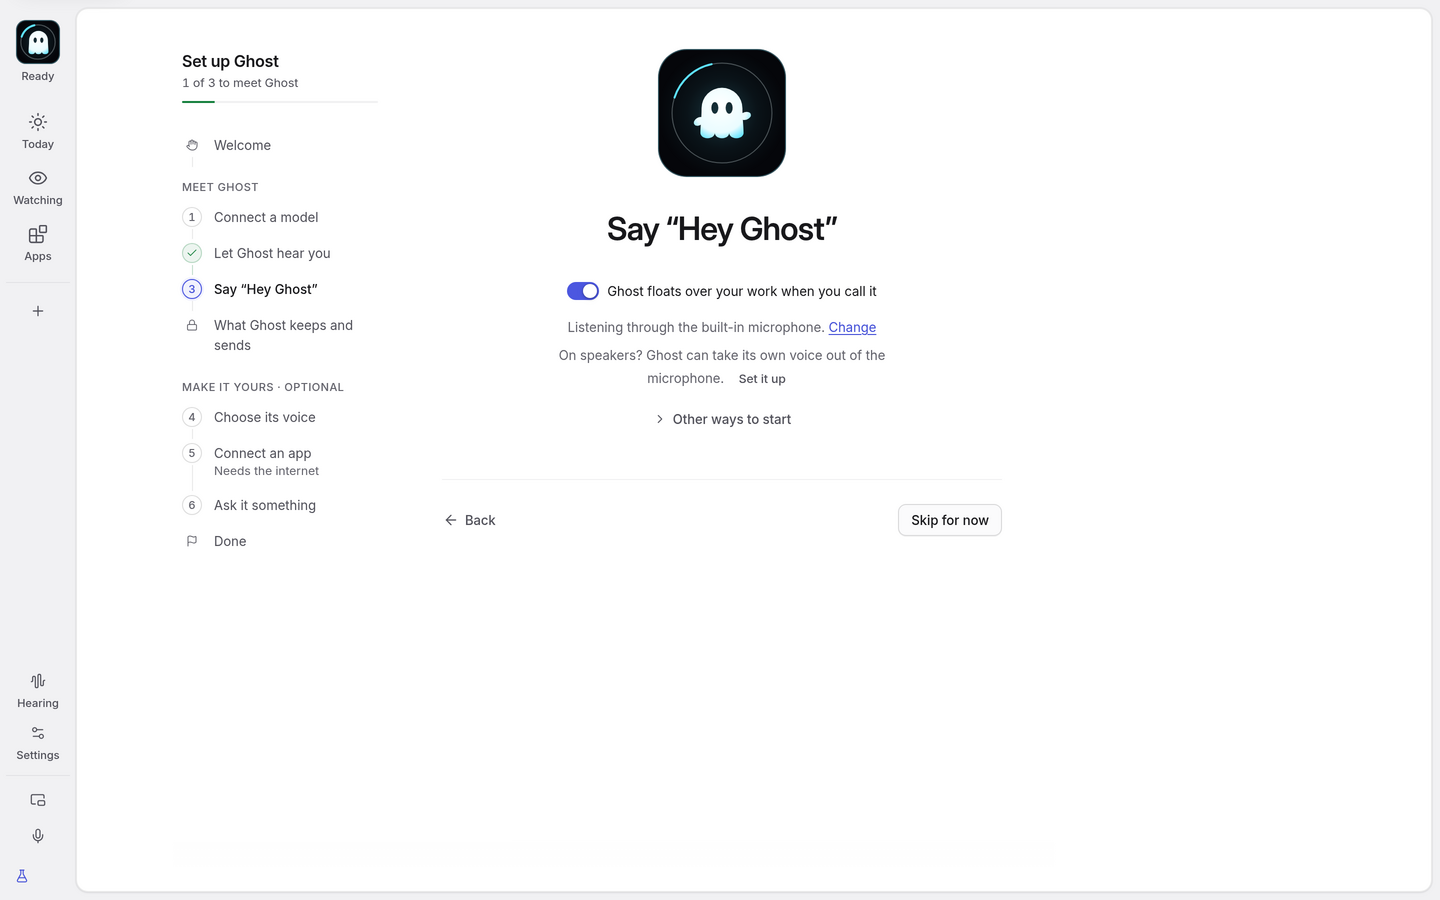 Ready
Today
Watching
Apps
Hearing
Settings
Set up Ghost
1 of 3 to meet Ghost
Welcome
MEET GHOST
1 Connect a model
Let Ghost hear you
3 Say “Hey Ghost”
What Ghost keeps and
sends
MAKE IT YOURS · OPTIONAL
4 Choose its voice
5 Connect an app
Needs the internet
6 Ask it something
Done
Say “Hey Ghost”
Ghost floats over your work when you call it
Listening through the built-in microphone. Change
On speakers? Ghost can take its own voice out of the
microphone. Set it up
Other ways to start
Back
Skip for now